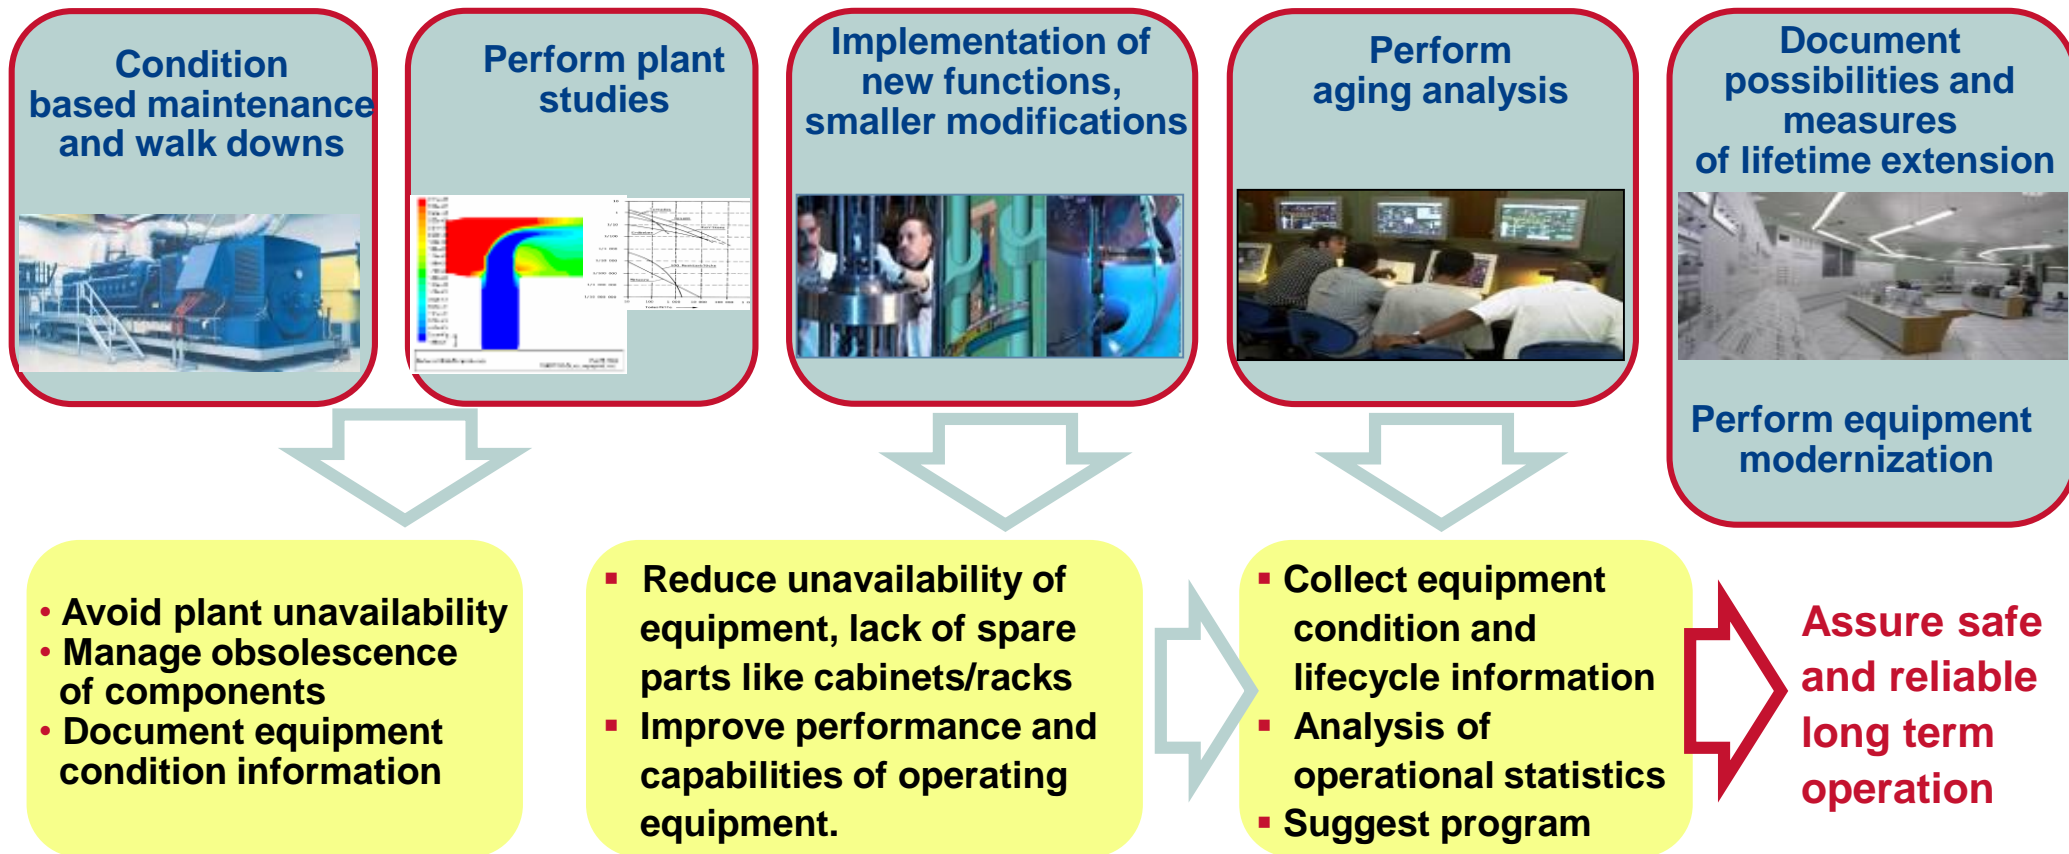 Condition
based maintenance
and walk downs
Perform plant
studies
Implementation of
new functions,
smaller modifications
Perform
aging analysis
Document
possibilities and
measures
of lifetime extension
Perform equipment
modernization
• Avoid plant unavailability
• Manage obsolescence
of components
• Document equipment
condition information
▪ Reduce unavailability of
equipment, lack of spare
parts like cabinets/racks
▪ Improve performance and
capabilities of operating
equipment.
▪ Collect equipment
condition and
lifecycle information
▪ Analysis of
operational statistics
▪ Suggest program
Assure safe
and reliable
long term
operation